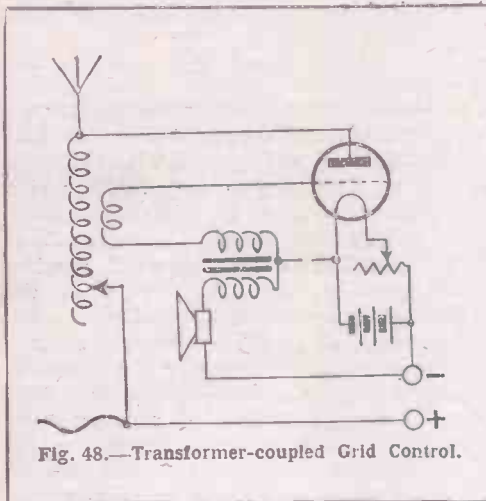 −
+
Fig. 48.—Transformer-coupled Grid Control.